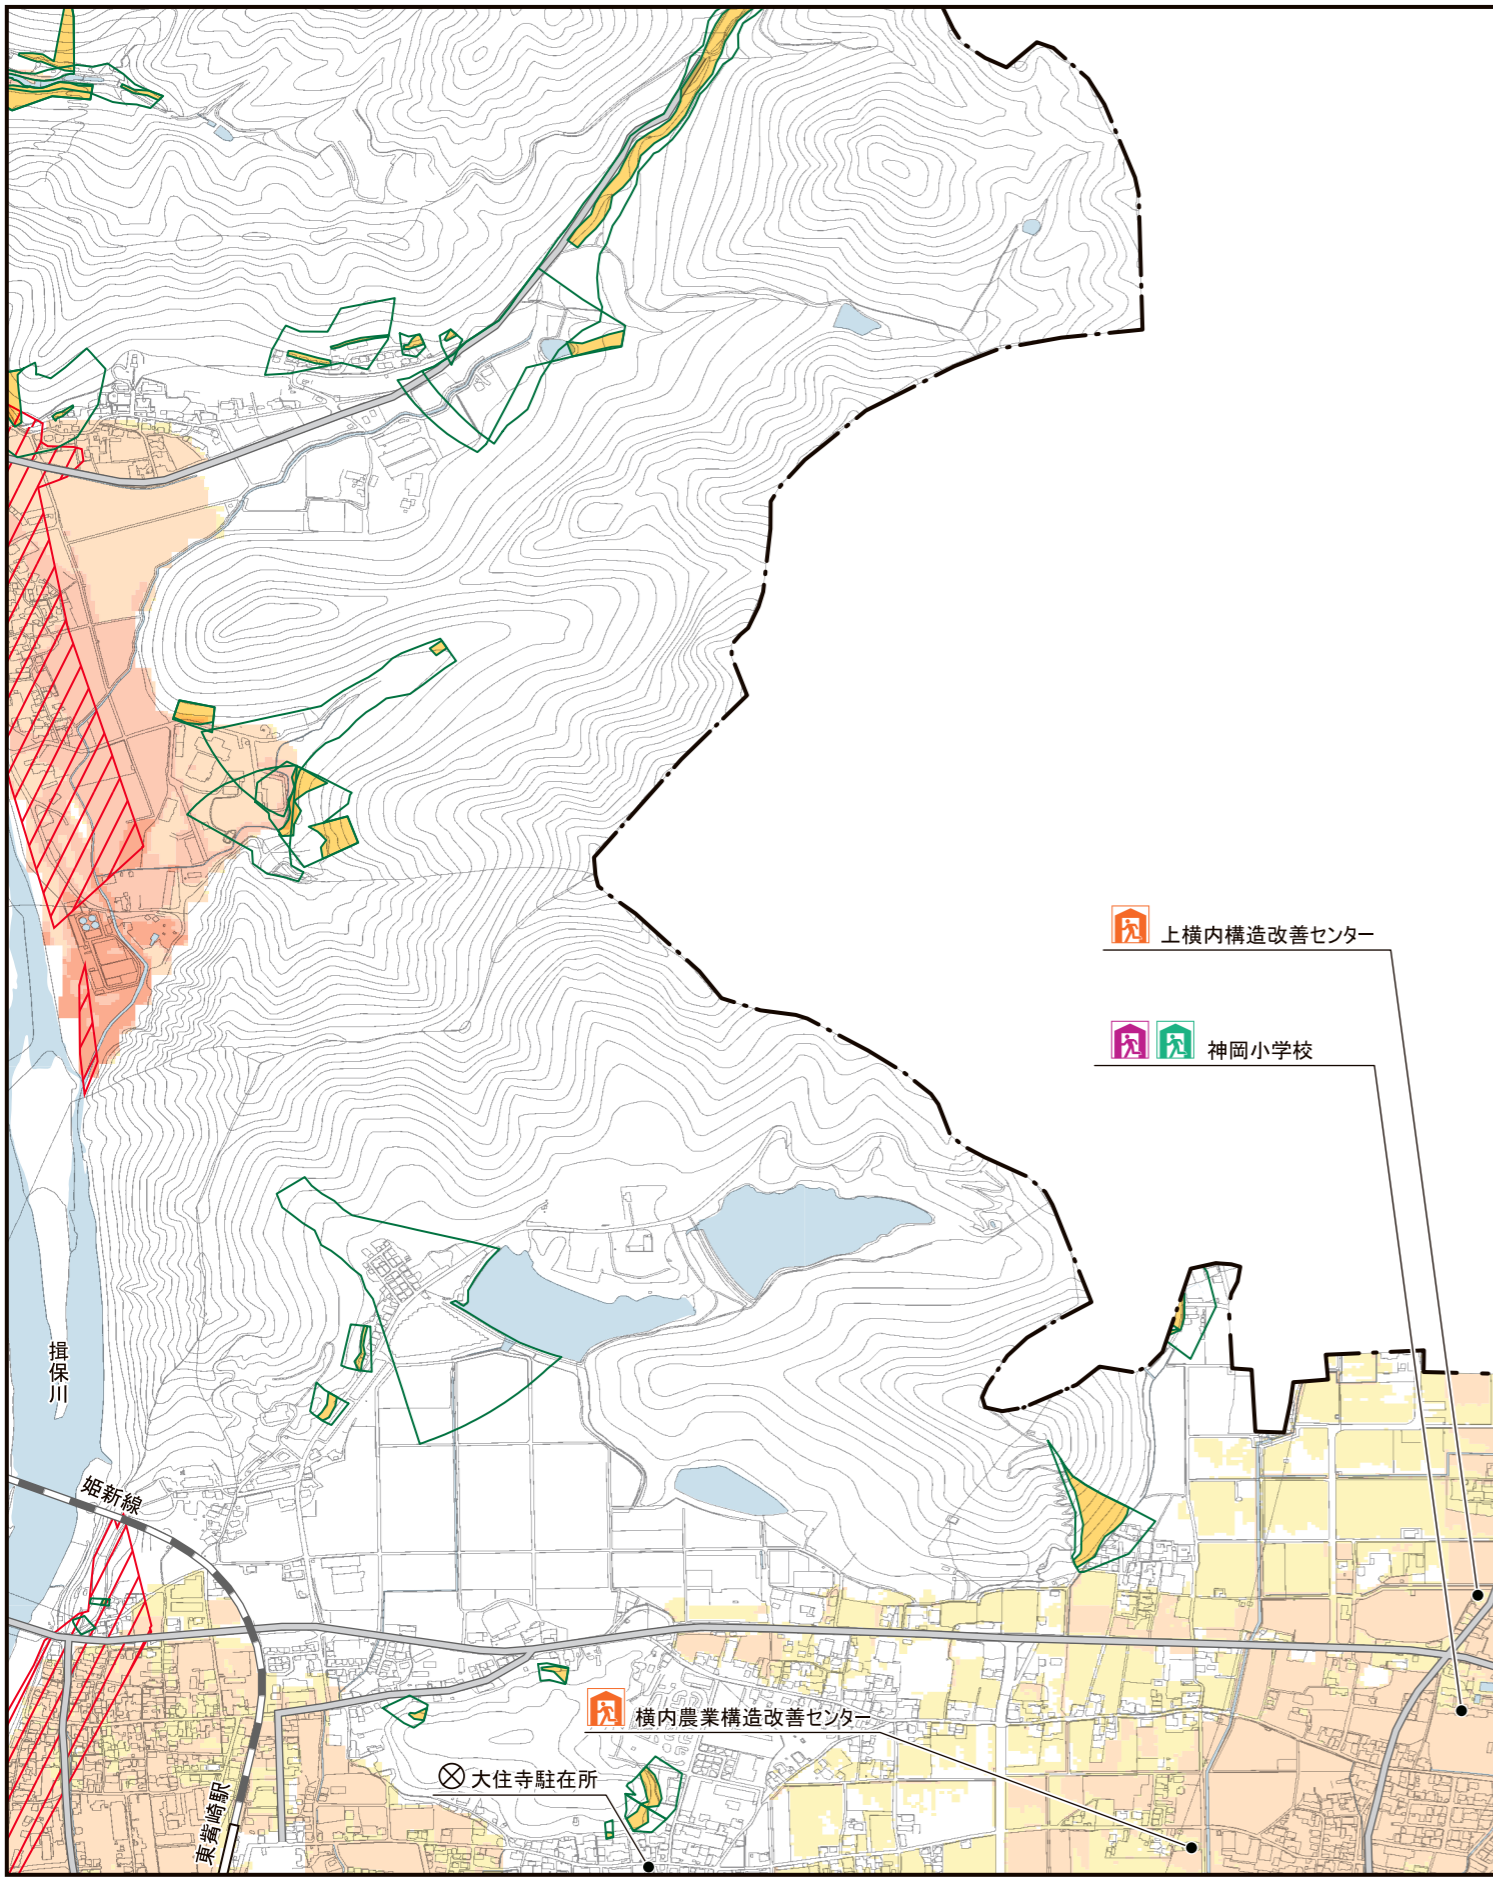 上横内構造改善センター
神岡小学校
揖保川
姫新線
横内農業構造改善センター
大住寺駐在所
東觜崎駅